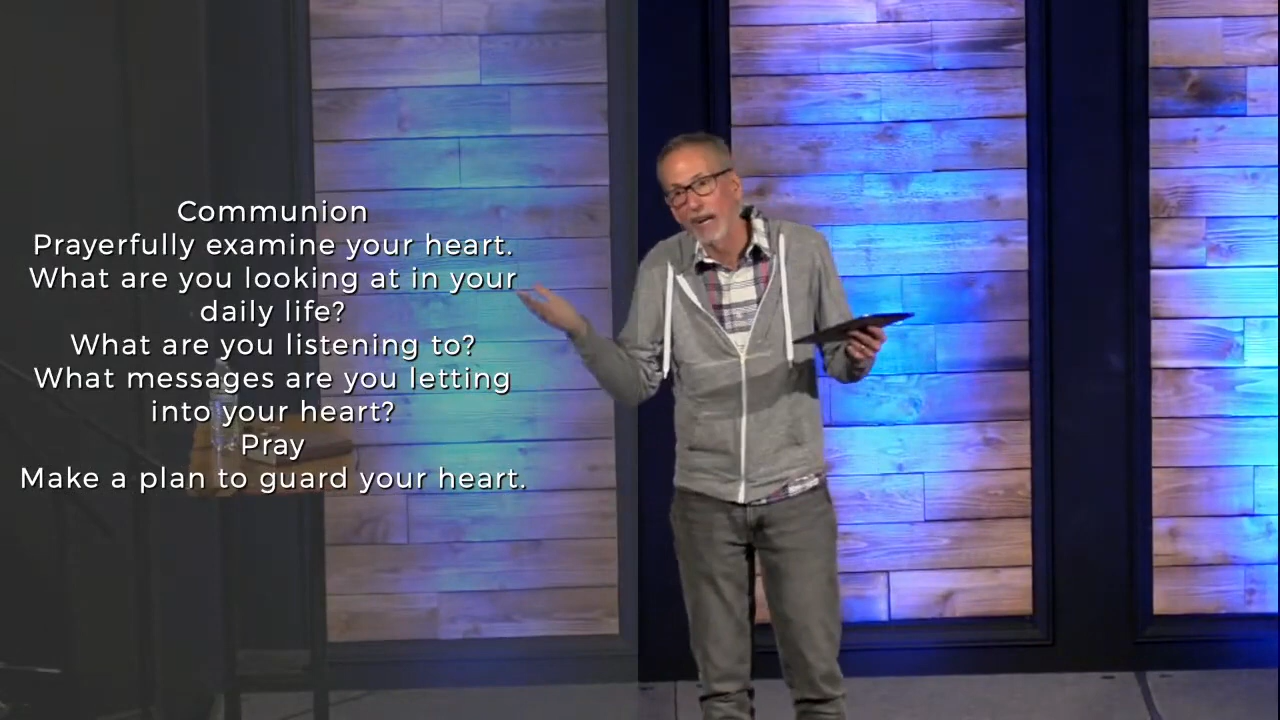 Communion
Prayerfully examine your heart.
What are you looking at in your
daily life?
What are you listening to?
What messages are you letting
into your heart?
Pray
Make a plan to guard your heart.